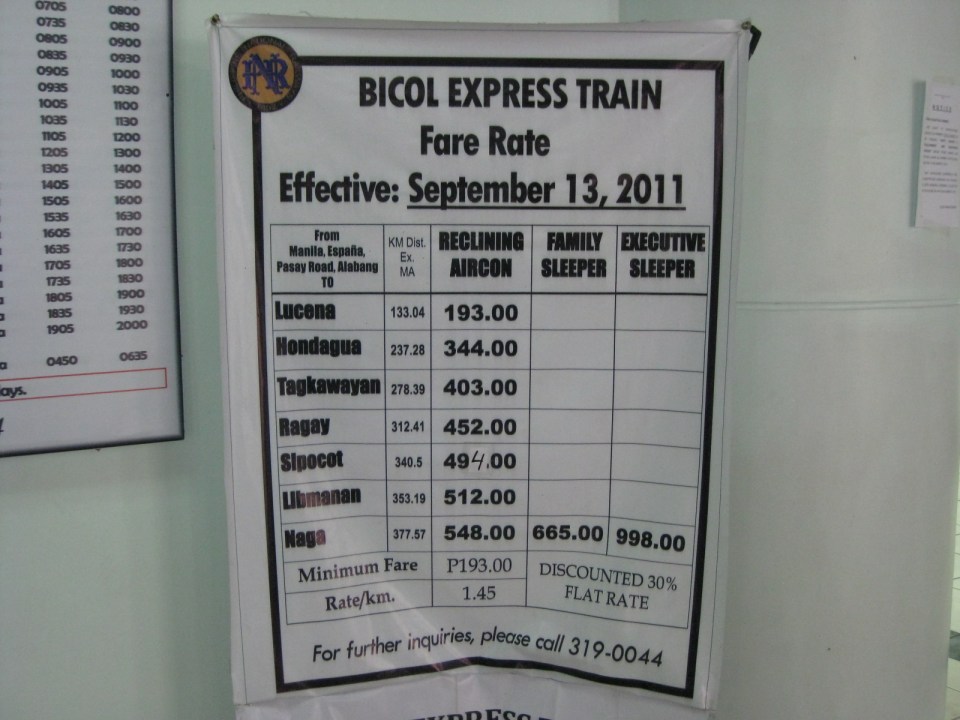 0705 0800
0735 0830
0805 0900
0835 0930
0905 1000
0935 1030
1005 1100
1035 1130
1105 1200
1205 1300
1305 1400
1405 1500
1505 1600
1535 1630
1605 1700
1635 1730
1705 1800
1735 1830
1805 1900
1835 1930
1905 2000
0450 0635
ays.
PNR
BICOL EXPRESS TRAIN
Fare Rate
Effective: September 13, 2011
From Manila, España, Pasay Road, Alabang TO KM Dist. Ex. MA RECLINING AIRCON FAMILY SLEEPER EXECUTIVE SLEEPER
Lucena 133.04 193.00
Hondagua 237.28 344.00
Tagkawayan 278.39 403.00
Ragay 312.41 452.00
Sipocot 340.5 494.00
Libmanan 353.19 512.00
Naga 377.57 548.00 665.00 998.00
Minimum Fare P193.00 DISCOUNTED 30%
Rate/km. 1.45 FLAT RATE
For further inquiries, please call 319-0044
NOTICE